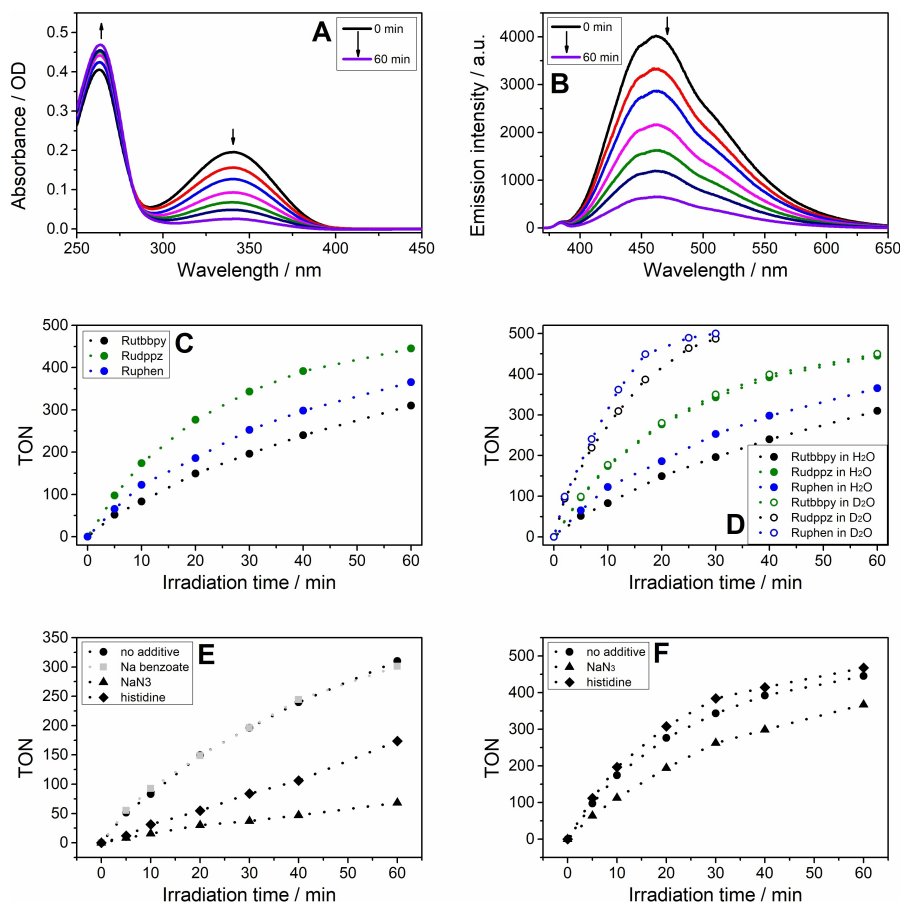 A
0 min
60 min
0.5
0.4
0.3
0.2
0.1
0.0
250
300
350
400
450
Absorbance / OD
Wavelength / nm
B
0 min
60 min
4000
3000
2000
1000
0
400
450
500
550
600
650
Emission intensity / a.u.
Wavelength / nm
C
Rutbbpy
Rudppz
Ruphen
500
400
300
200
100
0
0
10
20
30
40
50
60
TON
Irradiation time / min
D
500
400
300
200
100
0
Rutbbpy in H2O
Rudppz in H2O
Ruphen in H2O
Rutbbpy in D2O
Rudppz in D2O
Ruphen in D2O
0
10
20
30
40
50
60
TON
Irradiation time / min
E
no additive
Na benzoate
NaN3
histidine
350
300
250
200
150
100
50
0
0
10
20
30
40
50
60
TON
Irradiation time / min
F
no additive
NaN3
histidine
500
400
300
200
100
0
0
10
20
30
40
50
60
TON
Irradiation time / min